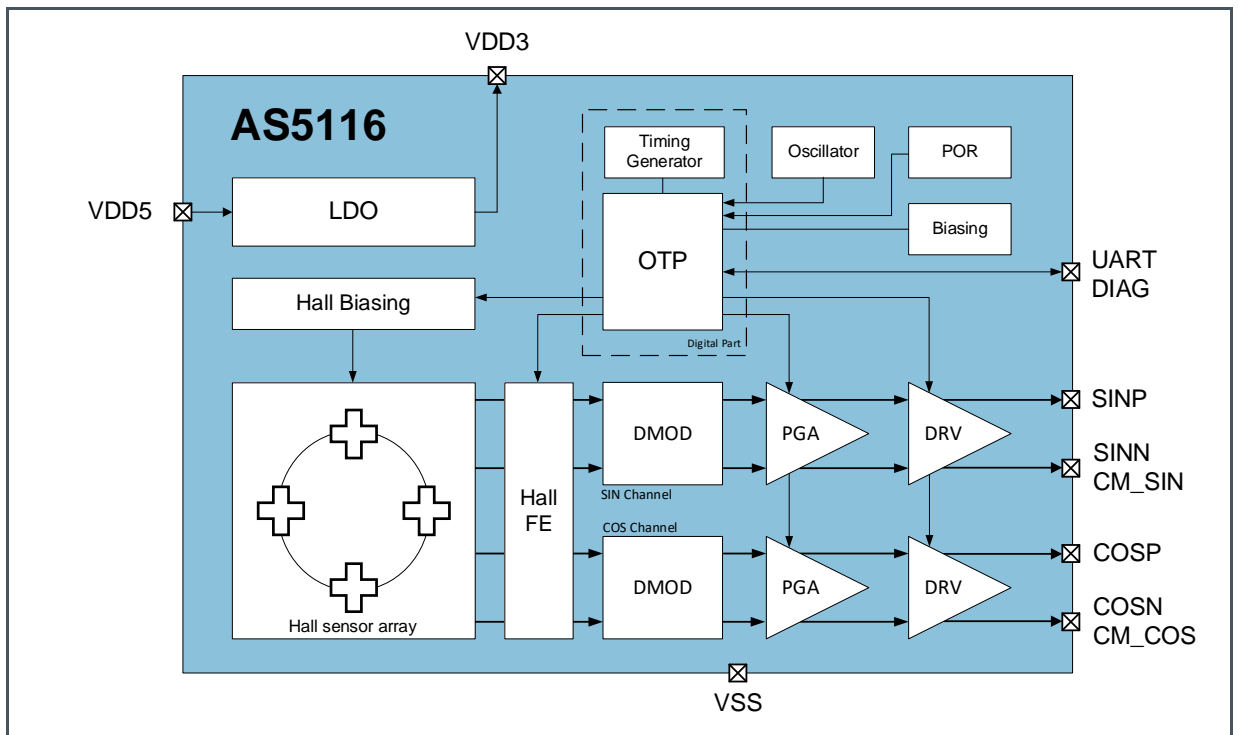 VDD3
AS5116
Timing
Generator
Oscillator
POR
VDD5
LDO
Biasing
OTP
UART
DIAG
Hall Biasing
Digital Part
SINP
DMOD
PGA
DRV
SINN
CM_SIN
SIN Channel
Hall
FE
COS Channel
COSP
DMOD
PGA
DRV
COSN
CM_COS
Hall sensor array
VSS